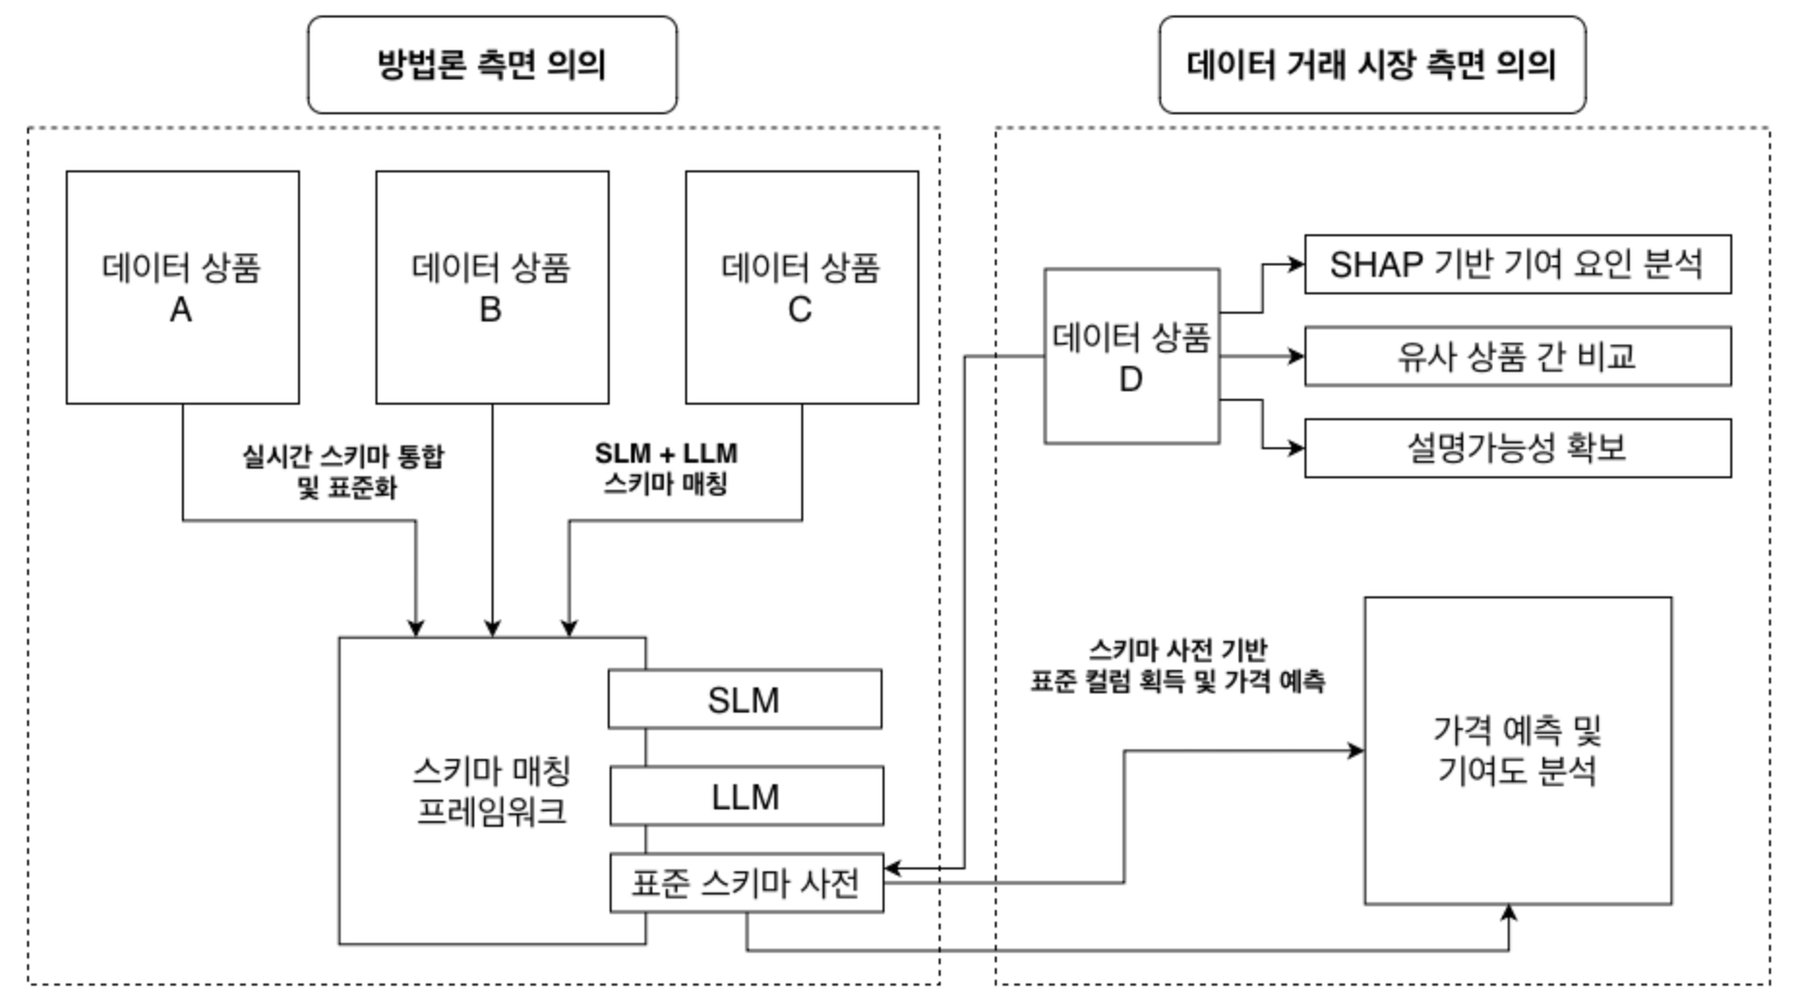 방법론 측면 의의
데이터 거래 시장 측면 의의
데이터 상품
A
데이터 상품
B
데이터 상품
C
실시간 스키마 통합
및 표준화
SLM + LLM
스키마 매칭
스키마 매칭
프레임워크
SLM
LLM
표준 스키마 사전
데이터 상품
D
SHAP 기반 기여 요인 분석
유사 상품 간 비교
설명가능성 확보
스키마 사전 기반
표준 컬럼 획득 및 가격 예측
가격 예측 및
기여도 분석